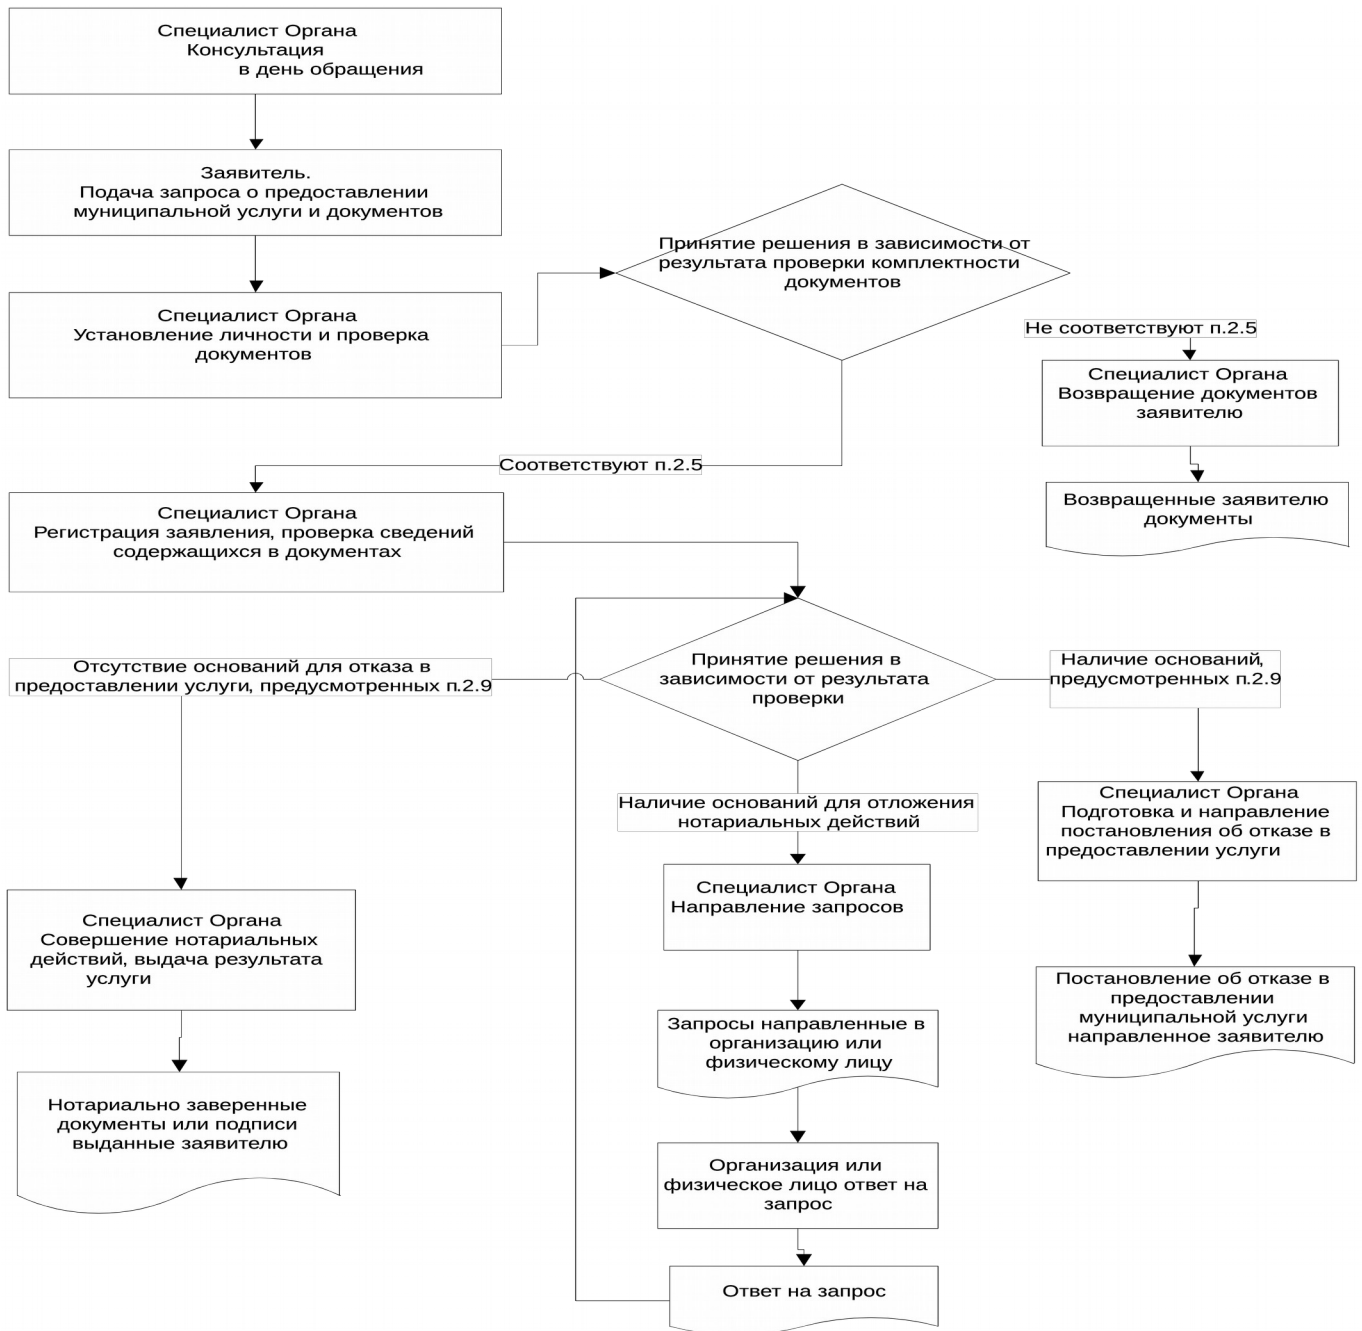 Специалист Органа
Консультация
в день обращения
Заявитель.
Подача запроса о предоставлении
муниципальной услуги и документов
Специалист Органа
Установление личности и проверка
документов
Принятие решения в зависимости от
результата проверки комплектности
документов
Не соответствуют п.2.5
Специалист Органа
Возвращение документов
заявителю
Возвращенные заявителю
документы
Соответствуют п.2.5
Специалист Органа
Регистрация заявления, проверка сведений
содержащихся в документах
Принятие решения в
зависимости от результата
проверки
Отсутствие оснований для отказа в
предоставлении услуги, предусмотренных п.2.9
Специалист Органа
Совершение нотариальных
действий, выдача результата
услуги
Нотариально заверенные
документы или подписи
выданные заявителю
Наличие оснований для отложения
нотариальных действий
Специалист Органа
Направление запросов
Запросы направленные в
организацию или
физическому лицу
Организация или
физическое лицо ответ на
запрос
Ответ на запрос
Наличие оснований,
предусмотренных п.2.9
Специалист Органа
Подготовка и направление
постановления об отказе в
предоставлении услуги
Постановление об отказе в
предоставлении
муниципальной услуги
направленное заявителю